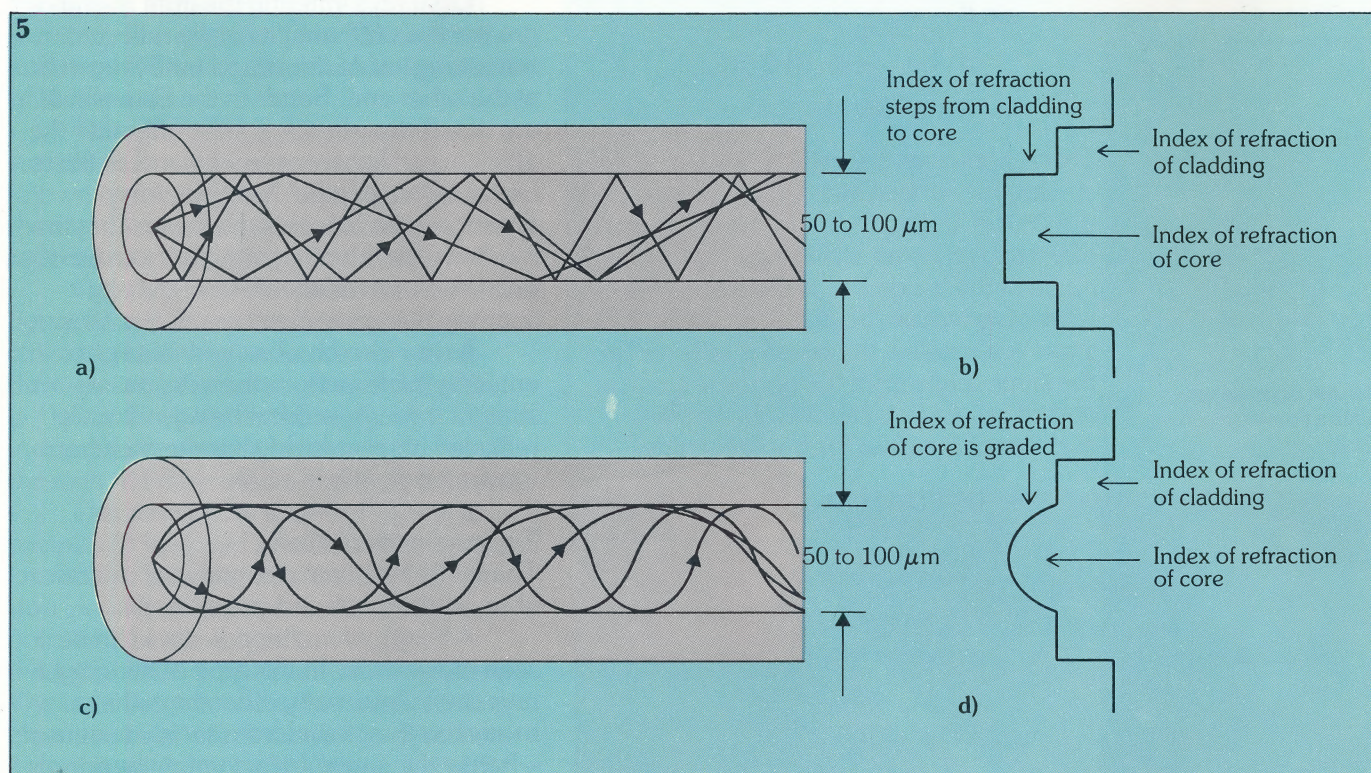 5
Index of refraction
steps from cladding
to core
Index of refraction
of cladding
50 to 100 μm
Index of refraction
of core
a)
b)
Index of refraction
of core is graded
Index of refraction
of cladding
50 to 100 μm
Index of refraction
of core
c)
d)